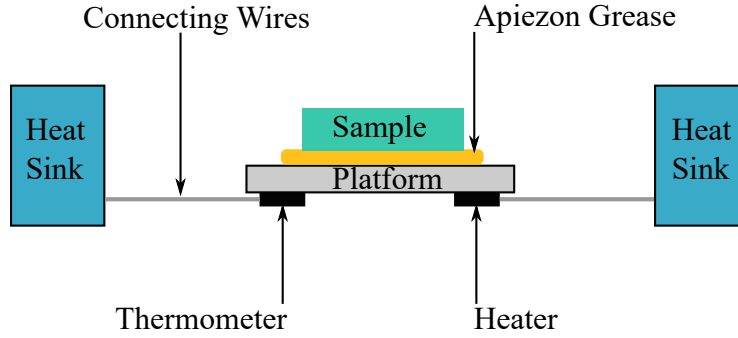 Connecting Wires
Apiezon Grease
Heat
Sink
Sample
Heat
Sink
Platform
Thermometer
Heater